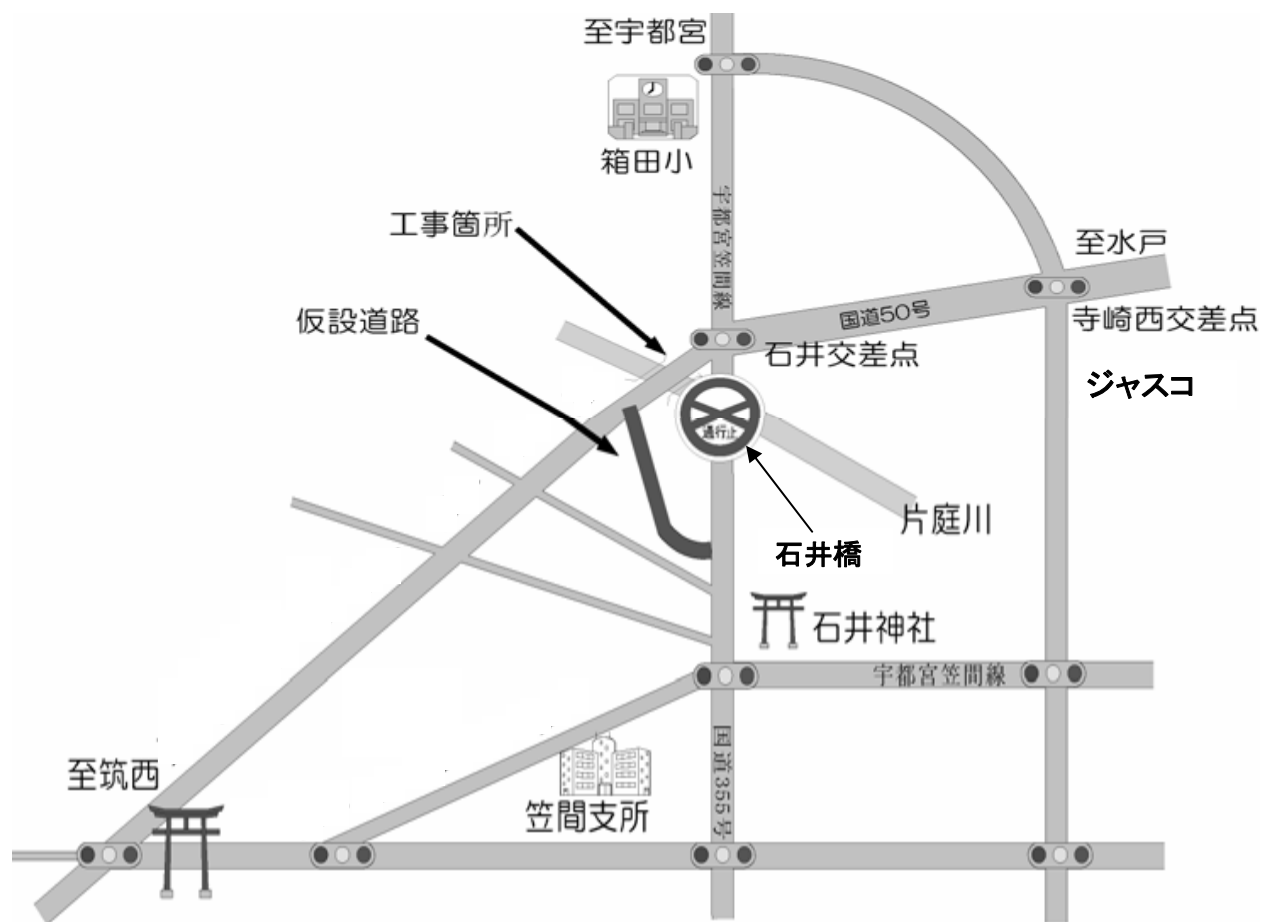 至宇都宮
箱田小
宇都宮笠間線
工事箇所
至水戸
国道50号
仮設道路
寺崎西交差点
石井交差点
ジャスコ
通行止
片庭川
石井橋
石井神社
宇都宮笠間線
国道355号
至筑西
笠間支所